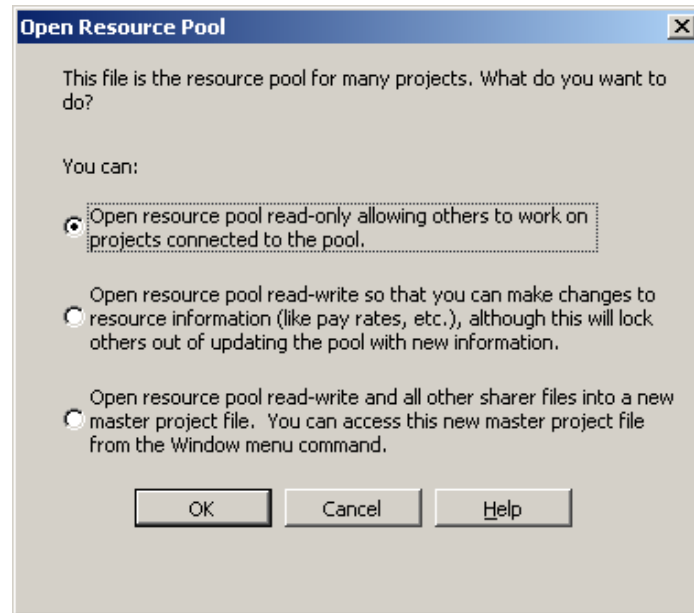 Open Resource Pool
This file is the resource pool for many projects. What do you want to
do?
You can:
Open resource pool read-only allowing others to work on
projects connected to the pool.
Open resource pool read-write so that you can make changes to
resource information (like pay rates, etc.), although this will lock
others out of updating the pool with new information.
Open resource pool read-write and all other sharer files into a new
master project file.  You can access this new master project file
from the Window menu command.
OK Cancel Help